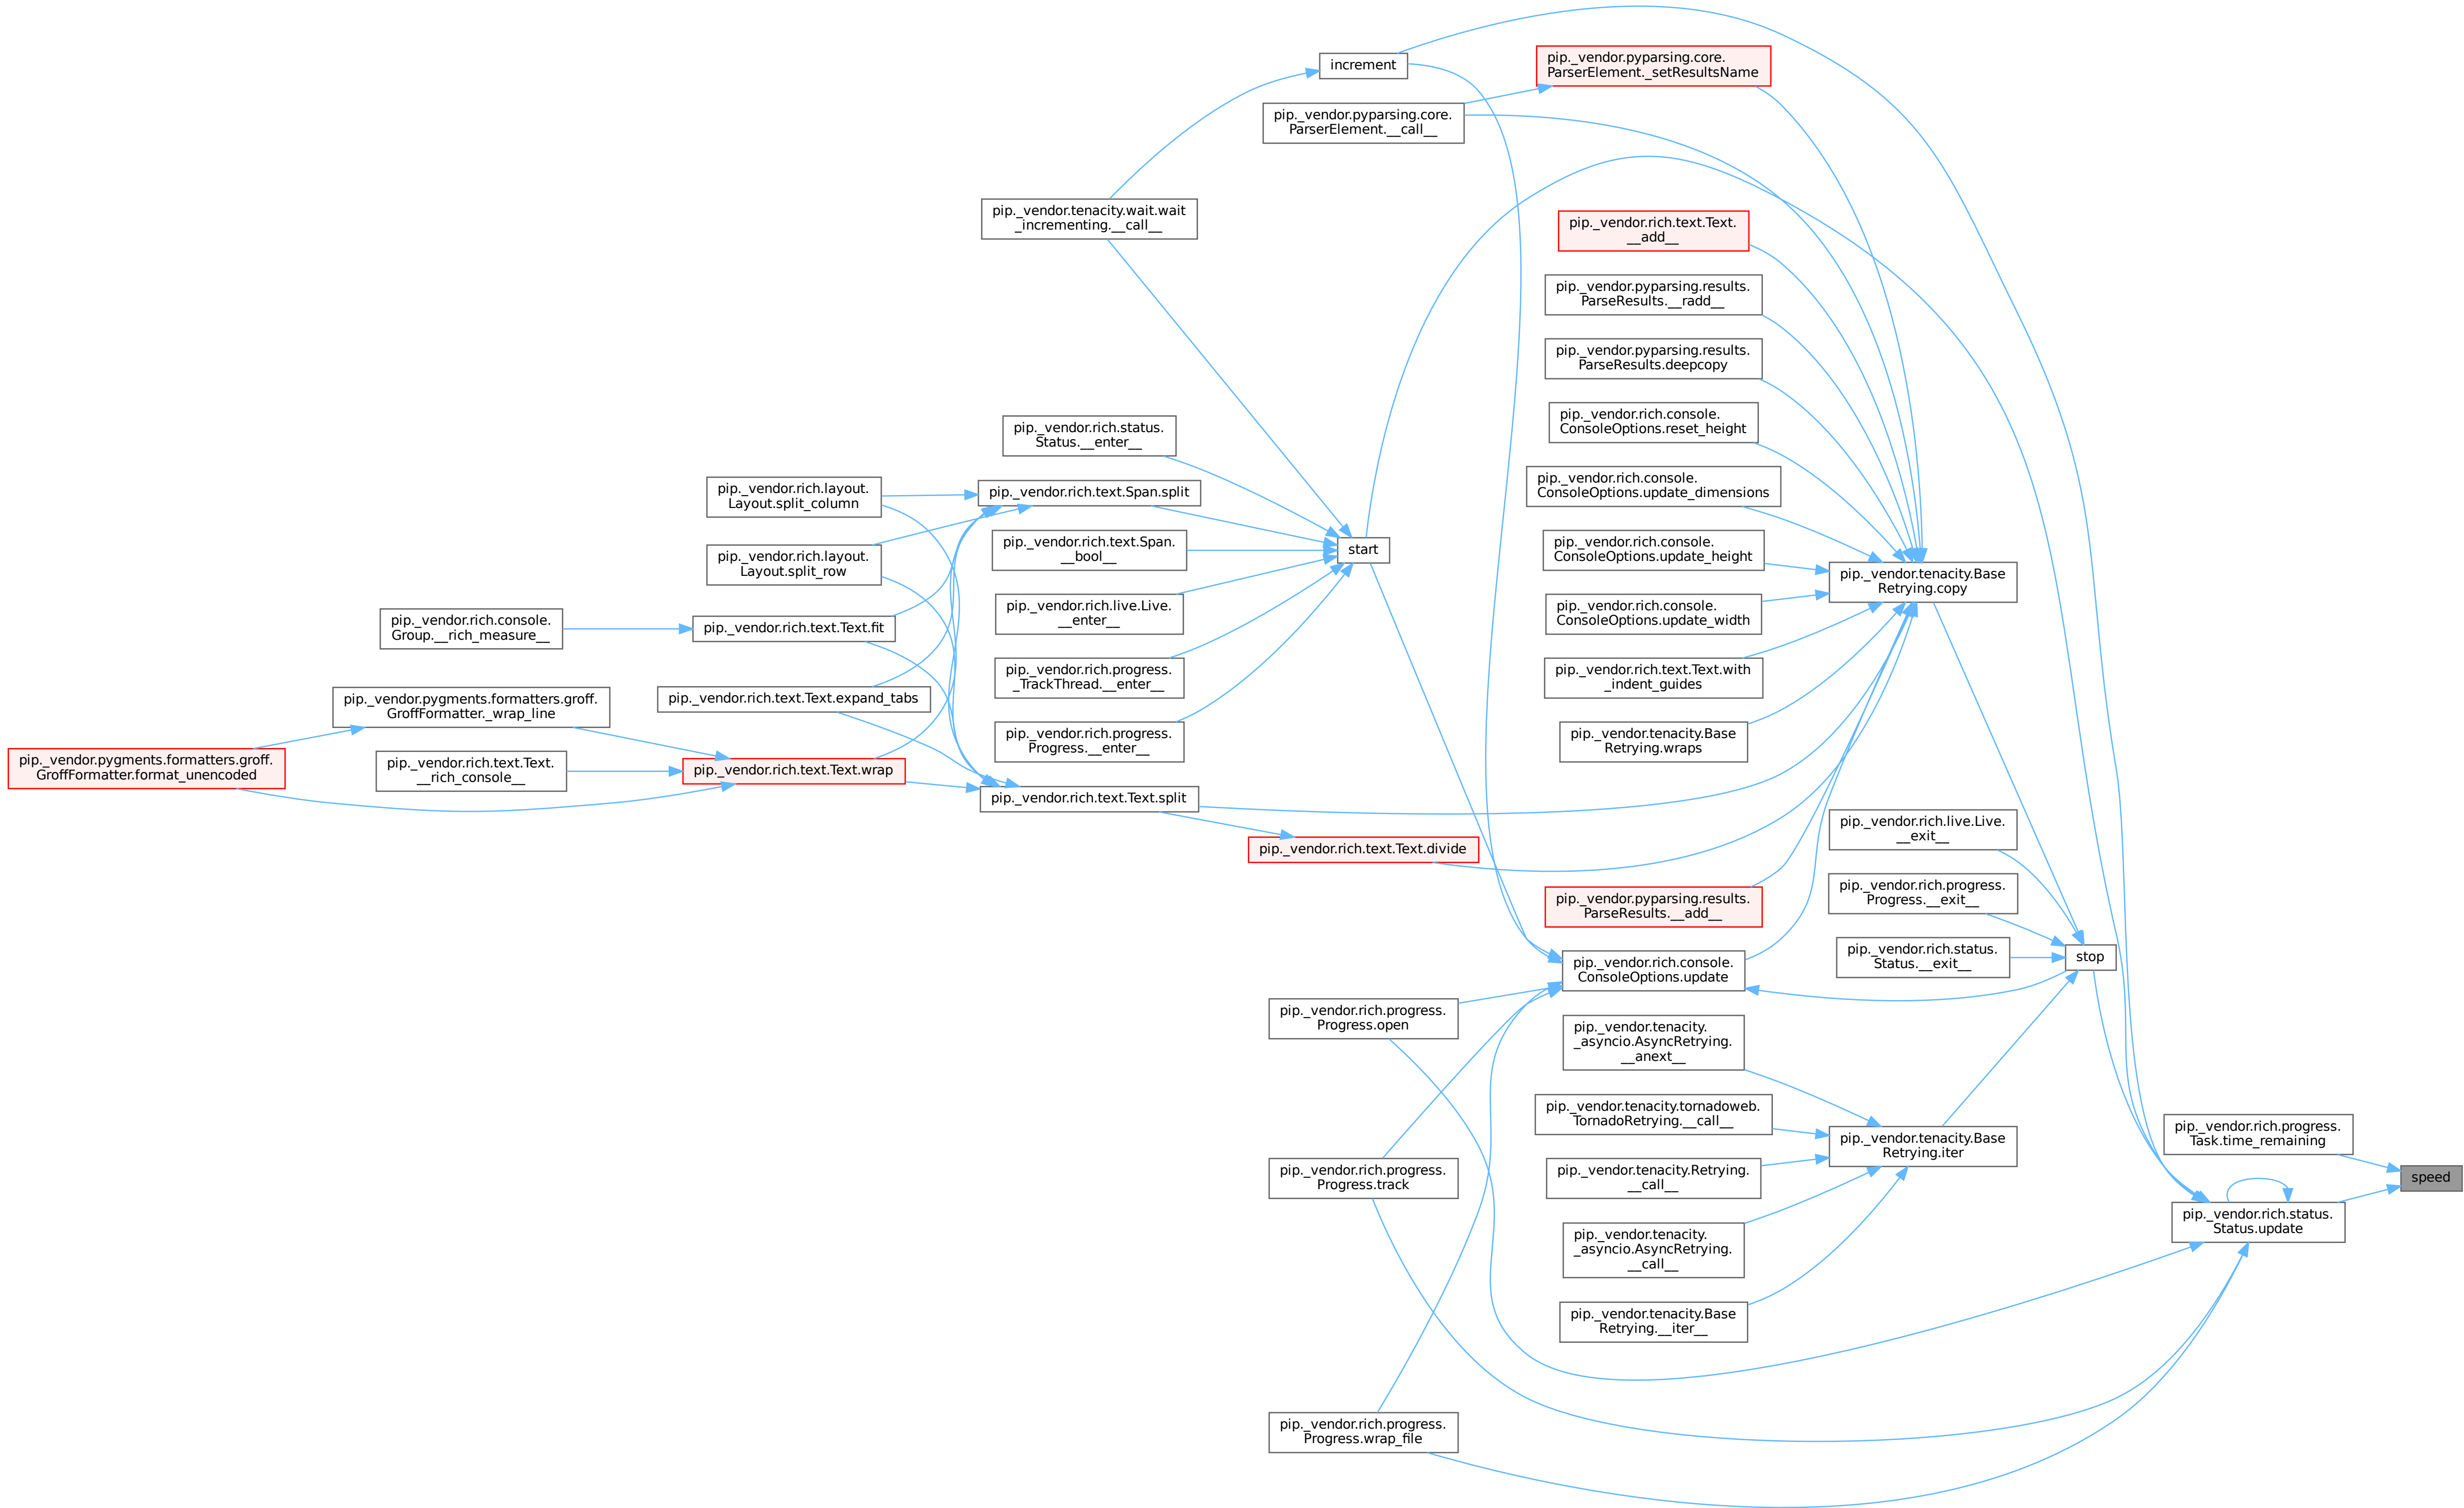 increment
pip._vendor.pyparsing.core.
ParserElement._setResultsName
pip._vendor.pyparsing.core.
ParserElement.__call__
pip._vendor.tenacity.wait.wait
_incrementing.__call__
pip._vendor.rich.text.Text.
__add__
pip._vendor.pyparsing.results.
ParseResults.__radd__
pip._vendor.pyparsing.results.
ParseResults.deepcopy
pip._vendor.rich.console.
ConsoleOptions.reset_height
pip._vendor.rich.status.
Status.__enter__
pip._vendor.rich.console.
ConsoleOptions.update_dimensions
pip._vendor.rich.layout.
Layout.split_column
pip._vendor.rich.text.Span.split
pip._vendor.rich.text.Span.
__bool__
start
pip._vendor.rich.console.
ConsoleOptions.update_height
pip._vendor.rich.layout.
Layout.split_row
pip._vendor.tenacity.Base
Retrying.copy
pip._vendor.rich.live.Live.
__enter__
pip._vendor.rich.console.
ConsoleOptions.update_width
pip._vendor.rich.console.
Group.__rich_measure__
pip._vendor.rich.text.Text.fit
pip._vendor.rich.progress.
_TrackThread.__enter__
pip._vendor.rich.text.Text.with
_indent_guides
pip._vendor.rich.text.Text.expand_tabs
pip._vendor.pygments.formatters.groff.
GroffFormatter._wrap_line
pip._vendor.rich.progress.
Progress.__enter__
pip._vendor.tenacity.Base
Retrying.wraps
pip._vendor.pygments.formatters.groff.
GroffFormatter.format_unencoded
pip._vendor.rich.text.Text.
__rich_console__
pip._vendor.rich.text.Text.wrap
pip._vendor.rich.text.Text.split
pip._vendor.rich.live.Live.
__exit__
pip._vendor.rich.text.Text.divide
pip._vendor.rich.progress.
Progress.__exit__
pip._vendor.pyparsing.results.
ParseResults.__add__
pip._vendor.rich.status.
Status.__exit__
stop
pip._vendor.rich.console.
ConsoleOptions.update
pip._vendor.rich.progress.
Progress.open
pip._vendor.tenacity.
_asyncio.AsyncRetrying.
__anext__
pip._vendor.tenacity.tornadoweb.
TornadoRetrying.__call__
pip._vendor.rich.progress.
Task.time_remaining
pip._vendor.tenacity.Base
Retrying.iter
pip._vendor.rich.progress.
Progress.track
pip._vendor.tenacity.Retrying.
__call__
speed
pip._vendor.rich.status.
Status.update
pip._vendor.tenacity.
_asyncio.AsyncRetrying.
__call__
pip._vendor.tenacity.Base
Retrying.__iter__
pip._vendor.rich.progress.
Progress.wrap_file